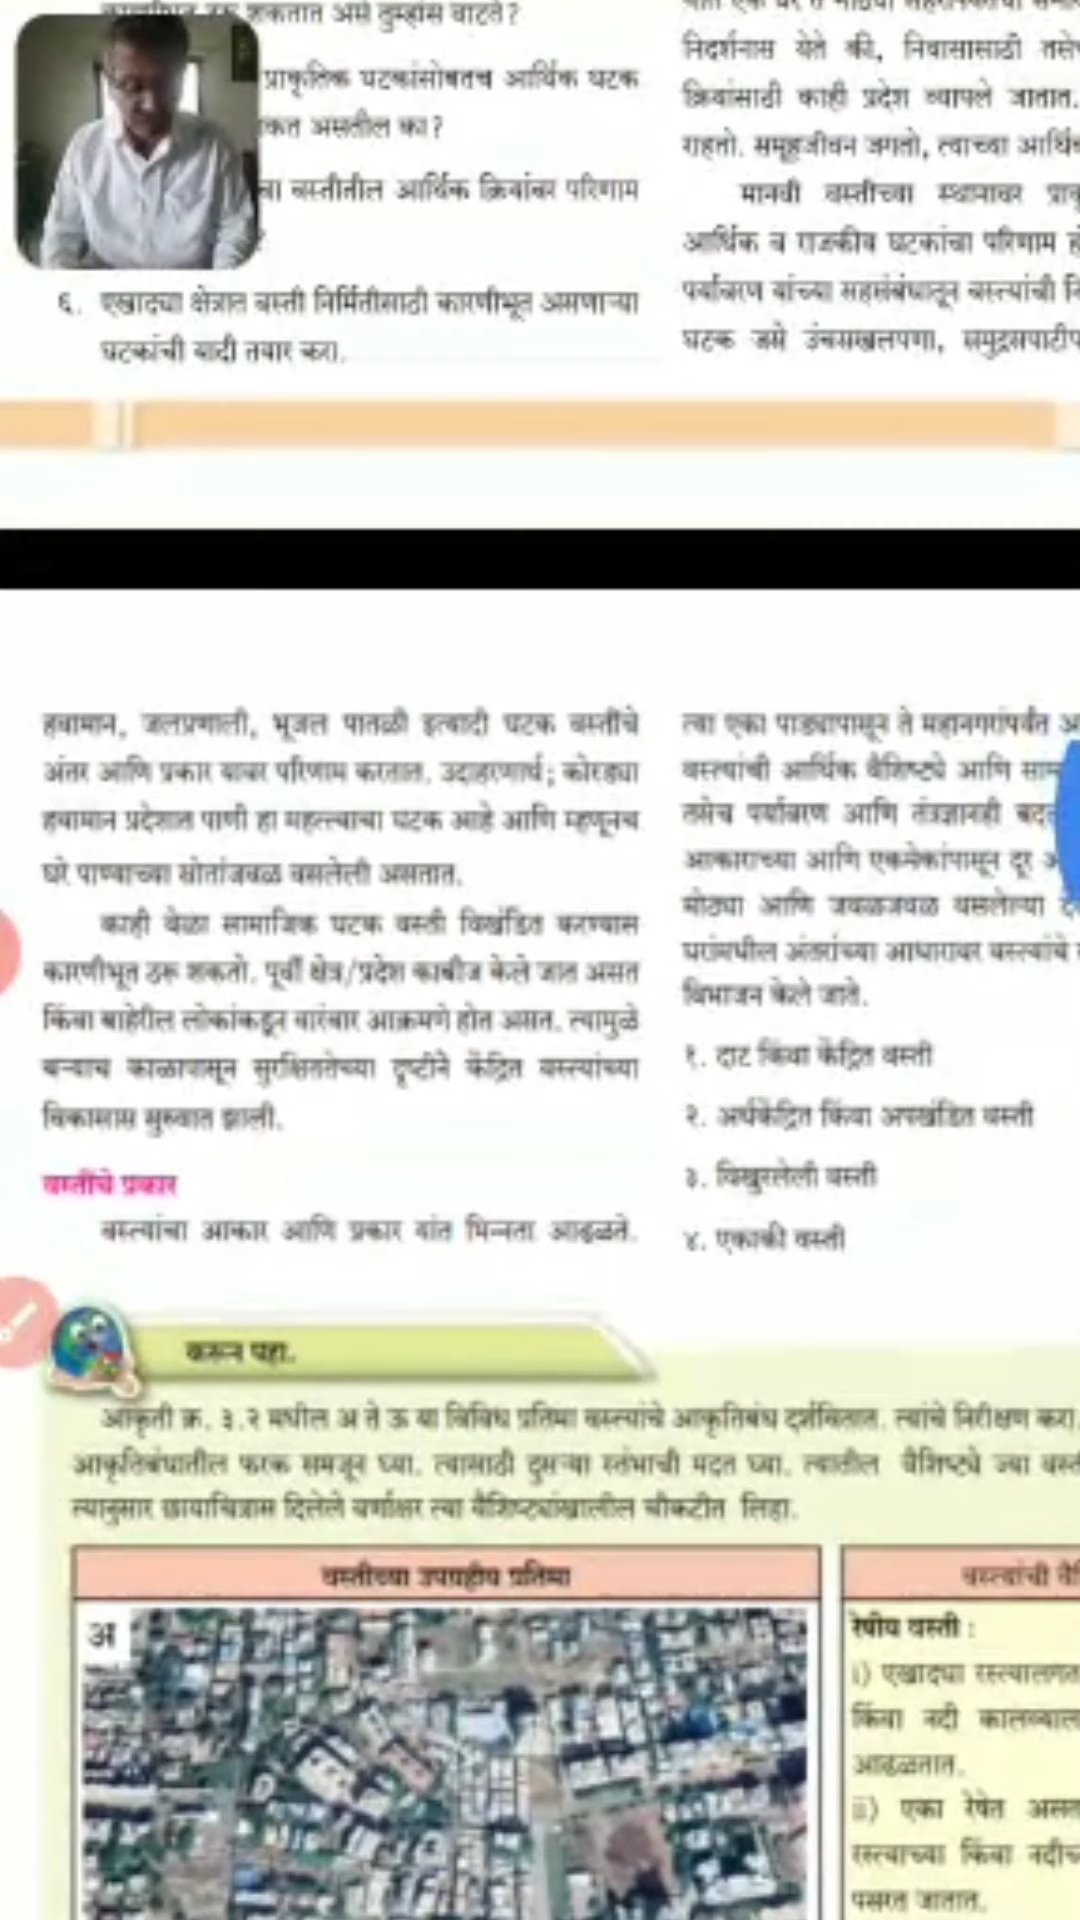 शकतात असे तुम्हांस वाटते?
प्राकृतिक घटकांसोबतच आर्थिक घटक
असतील का?
वस्तीतील आर्थिक क्रियांवर परिणाम
६. एखाद्या क्षेत्रात वस्ती निर्मितीसाठी कारणीभूत असणाऱ्या
घटकांची यादी तयार करा.
निदर्शनास येते की, निवासासाठी
क्रियांसाठी काही प्रदेश व्यापले जातात.
राहतो. समूहजीवन जगतो, त्याच्या
मानवी वस्तीच्या स्थानावर
आर्थिक व राजकीय घटकांचा परिणाम
पर्यावरण यांच्या सहसंबंधातून वस्त्यांची
घटक जसे उंचसखलपणा,
हवामान, जलप्रणाली, भूजल पातळी इत्यादी घटक वस्तींचे
अंतर आणि प्रकार यावर परिणाम करतात. उदाहरणार्थ; कोरड्या
हवामान प्रदेशात पाणी हा महत्त्वाचा घटक आहे आणि म्हणूनच
घरे पाण्याच्या स्रोतांजवळ वसलेली असतात.
काही वेळा सामाजिक घटक वस्ती विखंडित करण्यास
कारणीभूत ठरू शकतो. पूर्वी क्षेत्र/प्रदेश काबीज केले जात असत
किंवा बाहेरील लोकांकडून वारंवार आक्रमणे होत असत. त्यामुळे
बऱ्याच काळापासून सुरक्षिततेच्या दृष्टीने केंद्रित वस्त्यांच्या
विकासास सुरुवात झाली.
वस्तींचे प्रकार
वस्त्यांचा आकार आणि प्रकार यांत भिन्नता आढळते.
त्या एका पाड्यापासून ते महानगरांपर्यंत
वस्त्यांची आर्थिक वैशिष्ट्ये आणि
तसेच पर्यावरण आणि तंत्रज्ञानही
आकाराच्या आणि एकमेकांपासून दूर
मोठ्या आणि जवळजवळ वसलेल्या
घरांमधील अंतरांच्या आधारावर वस्त्यांचे
विभाजन केले जाते.
१. दाट किंवा केंद्रित वस्ती
२. अर्धकेंद्रित किंवा अपखंडित वस्ती
३. विखुरलेली वस्ती
४. एकाकी वस्ती
करून पहा.
आकृती क्र. ३.२ मधील अ ते ऊ या विविध प्रतिमा वस्त्यांचे आकृतिबंध दर्शवितात. त्यांचे निरीक्षण करा.
आकृतिबंधातील फरक समजून घ्या. त्यासाठी दुसऱ्या स्तंभाची मदत घ्या. त्यातील वैशिष्ट्ये ज्या
त्यानुसार छायाचित्रास दिलेले वर्णाक्षर त्या वैशिष्ट्यांखालील चौकटीत लिहा.
वस्तीच्या उपग्रहीय प्रतिमा
वस्त्यांची
अ
रेषीय वस्ती :
i) एखाद्या रस्त्यालगत
किंवा नदी
आढळतात.
ii) एका रेषेत
रस्त्याच्या किंवा
पसरत जातात.